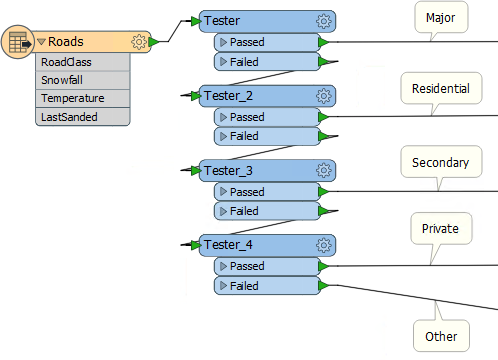 Roads
RoadClass
Snowfall
Temperature
LastSanded
Tester
Passed
Failed
Major
Tester_2
Passed
Failed
Residential
Tester_3
Passed
Failed
Secondary
Tester_4
Passed
Failed
Private
Other